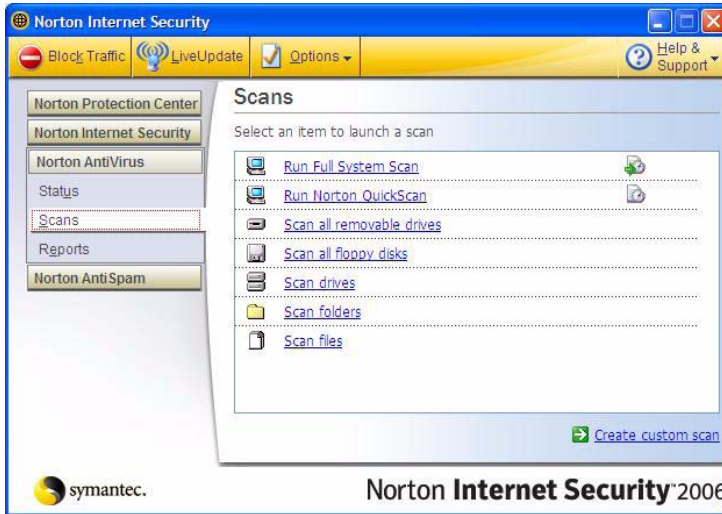 Norton Internet Security
Block Traffic LiveUpdate Options Help & Support
Norton Protection Center
Norton Internet Security
Norton AntiVirus
Status
Scans
Reports
Norton AntiSpam
Scans
Select an item to launch a scan
Run Full System Scan
Run Norton QuickScan
Scan all removable drives
Scan all floppy disks
Scan drives
Scan folders
Scan files
Create custom scan
symantec.
Norton Internet Security 2006